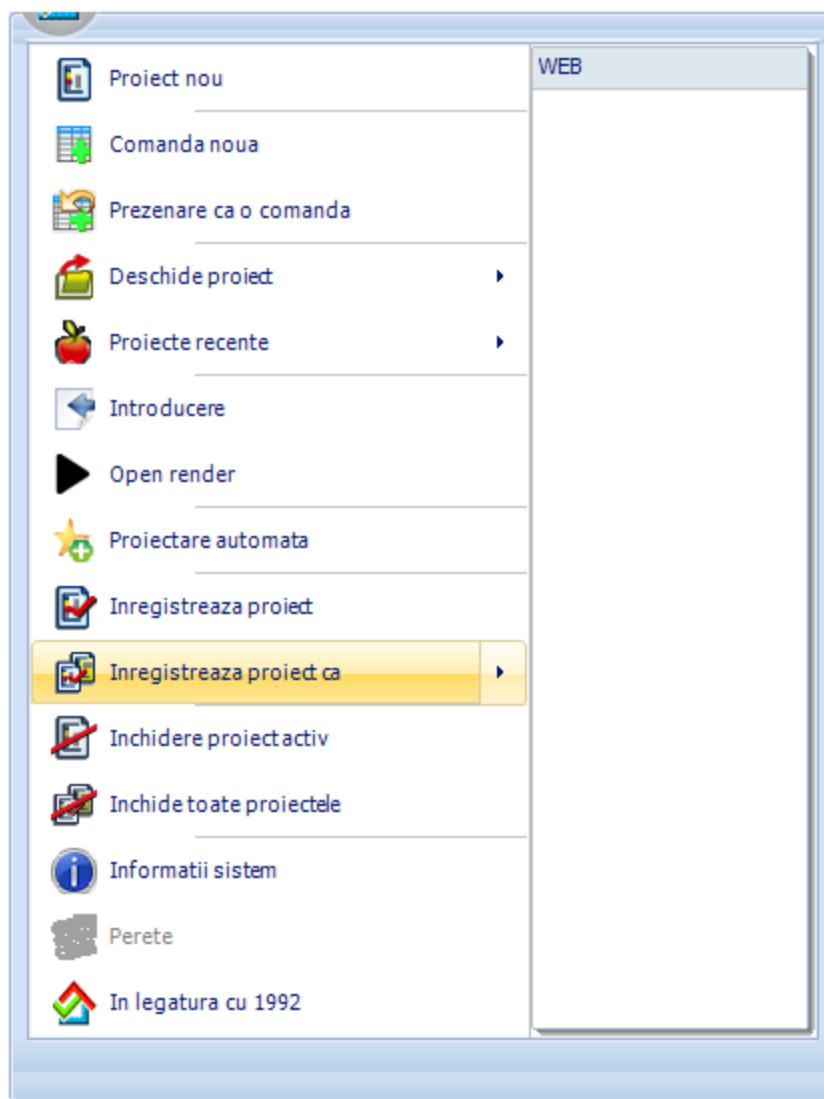 Proiect nou
WEB
Comanda noua
Prezenare ca o comanda
Deschide proiect
Proiecte recente
Introducere
Open render
Proiectare automata
Inregistreaza proiect
Inregistreaza proiect ca
Inchidere proiect activ
Inchide toate proiectele
Informatii sistem
Perete
In legatura cu 1992